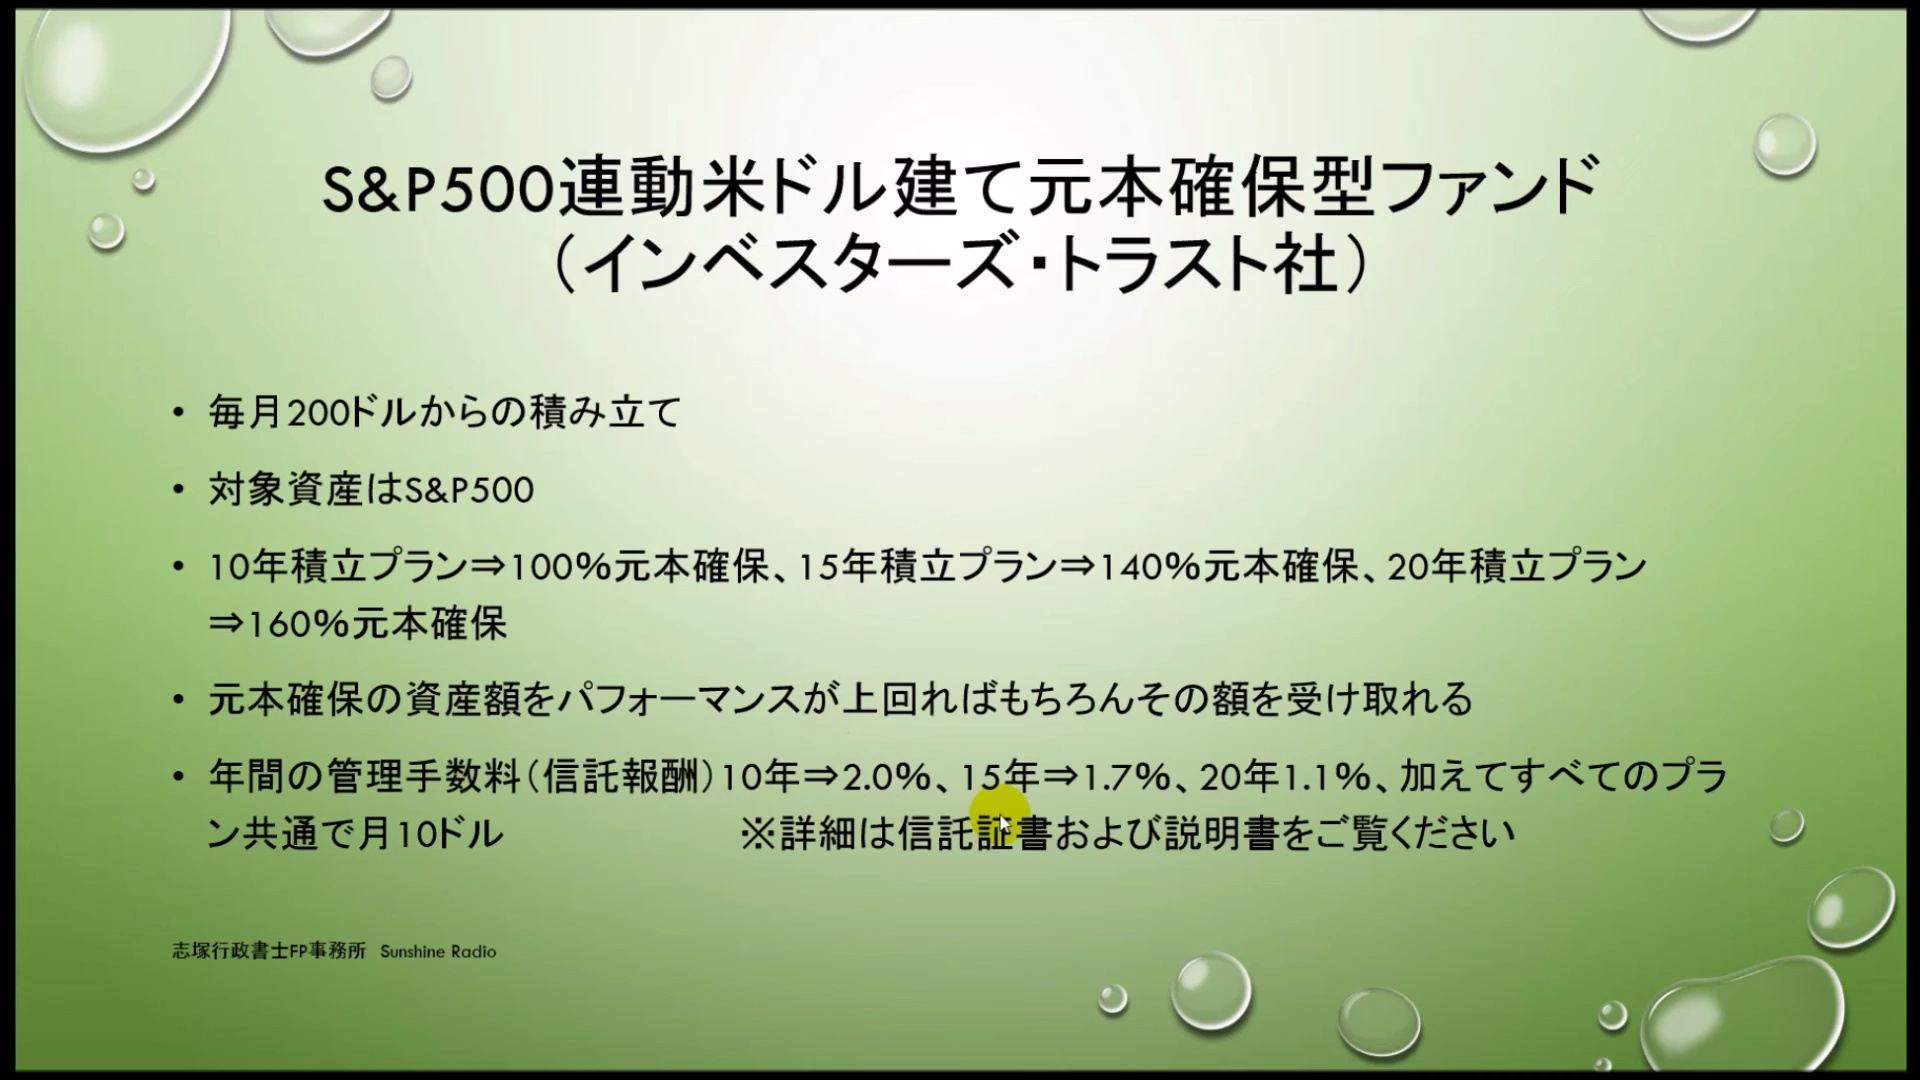 S&P500連動米ドル建て元本確保型ファンド
（インベスターズ・トラスト社）
• 毎月200ドルからの積み立て
• 対象資産はS&P500
• 10年積立プラン⇒100%元本確保、15年積立プラン⇒140%元本確保、20年積立プラン
⇒160%元本確保
• 元本確保の資産額をパフォーマンスが上回ればもちろんその額を受け取れる
• 年間の管理手数料（信託報酬）10年⇒2.0%、15年⇒1.7%、20年1.1%、加えてすべてのプラ
ン共通で月10ドル ※詳細は信託証書および説明書をご覧ください
志塚行政書士FP事務所 Sunshine Radio